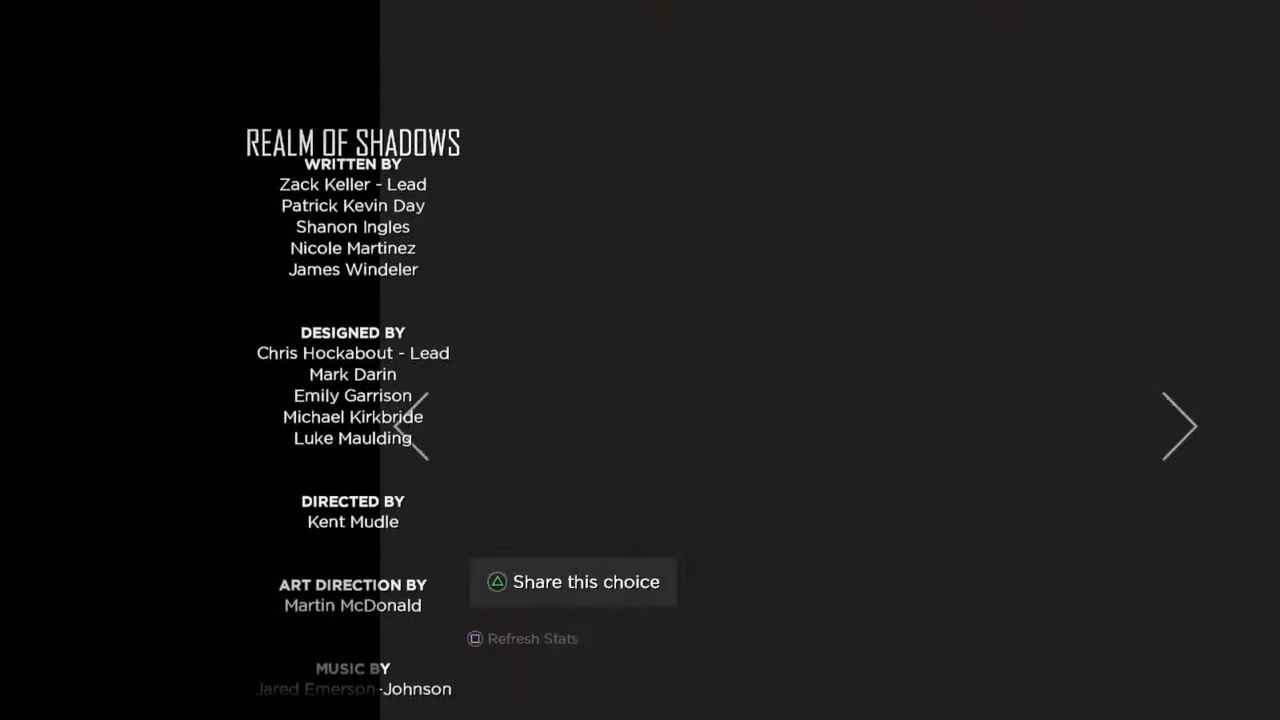 REALM OF SHADOWS
WRITTEN BY
Zack Keller - Lead
Patrick Kevin Day
Shanon Ingles
Nicole Martinez
James Windeler
DESIGNED BY
Chris Hockabout - Lead
Mark Darin
Emily Garrison
Michael Kirkbride
Luke Maulding
DIRECTED BY
Kent Mudle
ART DIRECTION BY
Martin McDonald
MUSIC BY
Jared Emerson-Johnson
Share this choice
Refresh Stats